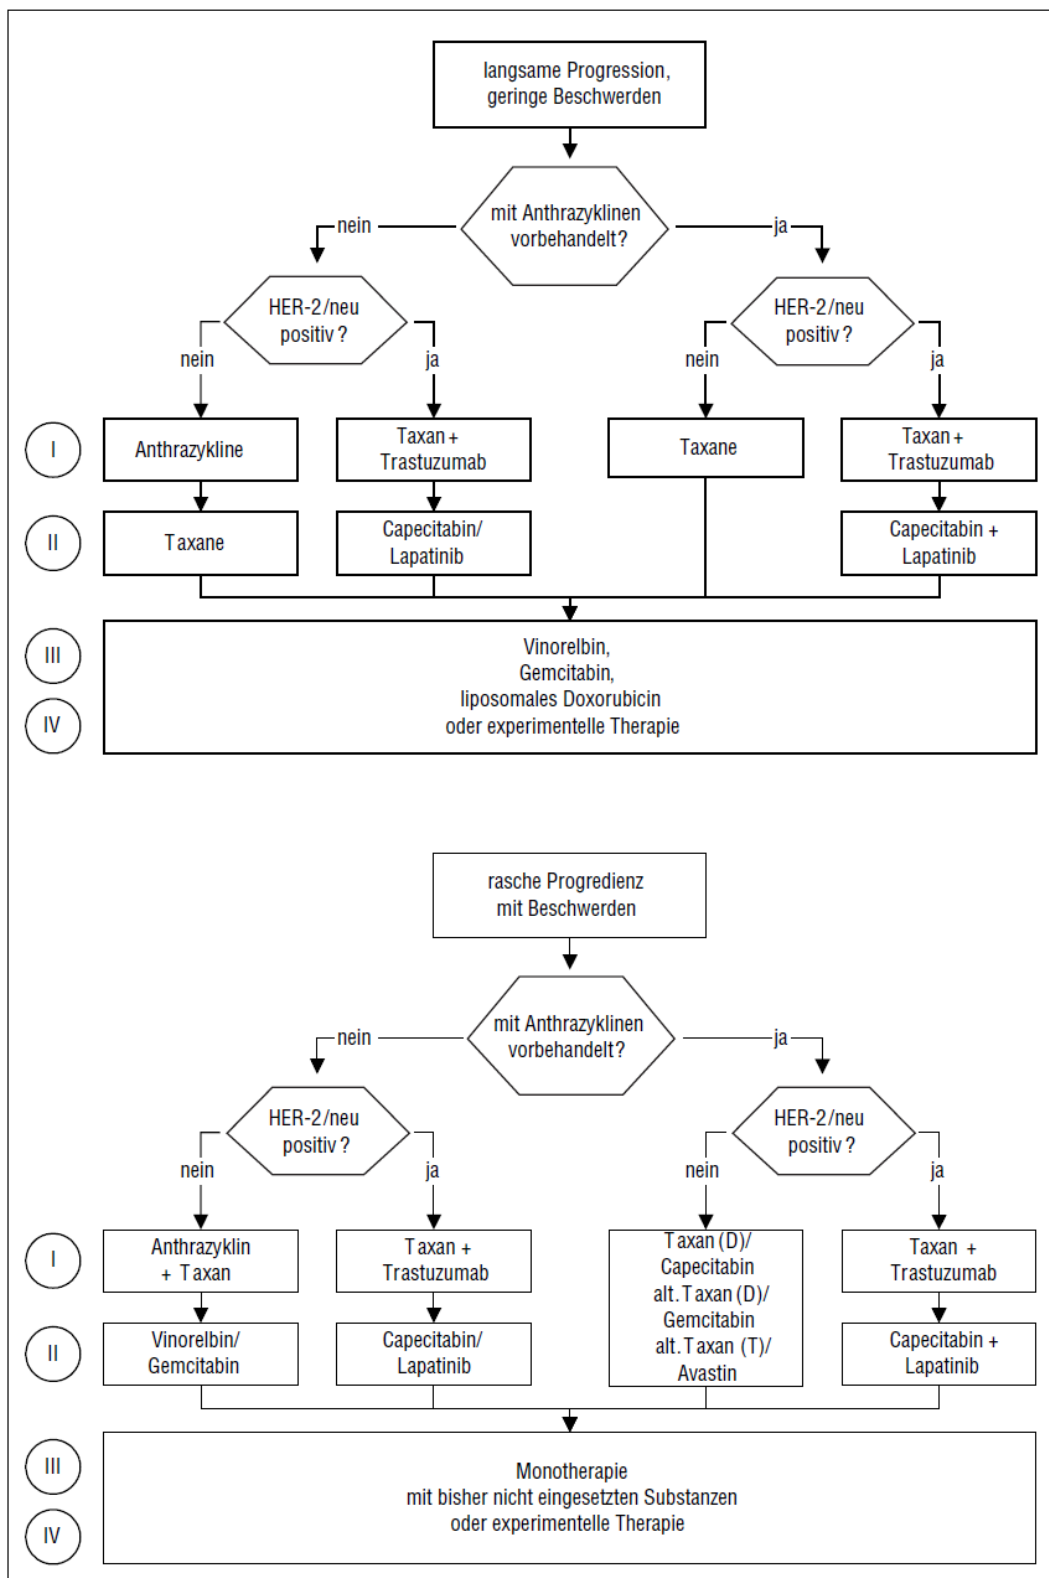 langsame Progression,
geringe Beschwerden
mit Anthrazyklinen
vorbehandelt?
nein
ja
HER-2/neu
positiv?
HER-2/neu
positiv?
nein
ja
nein
ja
I
Anthrazykline
Taxan +
Trastuzumab
Taxane
Taxan +
Trastuzumab
II
Taxane
Capecitabin/
Lapatinib
Capecitabin +
Lapatinib
III
IV
Vinorelbin,
Gemcitabin,
liposomales Doxorubicin
oder experimentelle Therapie
rasche Progredienz
mit Beschwerden
mit Anthrazyklinen
vorbehandelt?
nein
ja
HER-2/neu
positiv?
HER-2/neu
positiv?
nein
ja
nein
ja
I
Anthrazyklin
+ Taxan
Taxan +
Trastuzumab
Taxan (D)/
Capecitabin
alt. Taxan (D)/
Gemcitabin
alt. Taxan (T)/
Avastin
Taxan +
Trastuzumab
II
Vinorelbin/
Gemcitabin
Capecitabin/
Lapatinib
Capecitabin +
Lapatinib
III
IV
Monotherapie
mit bisher nicht eingesetzten Substanzen
oder experimentelle Therapie